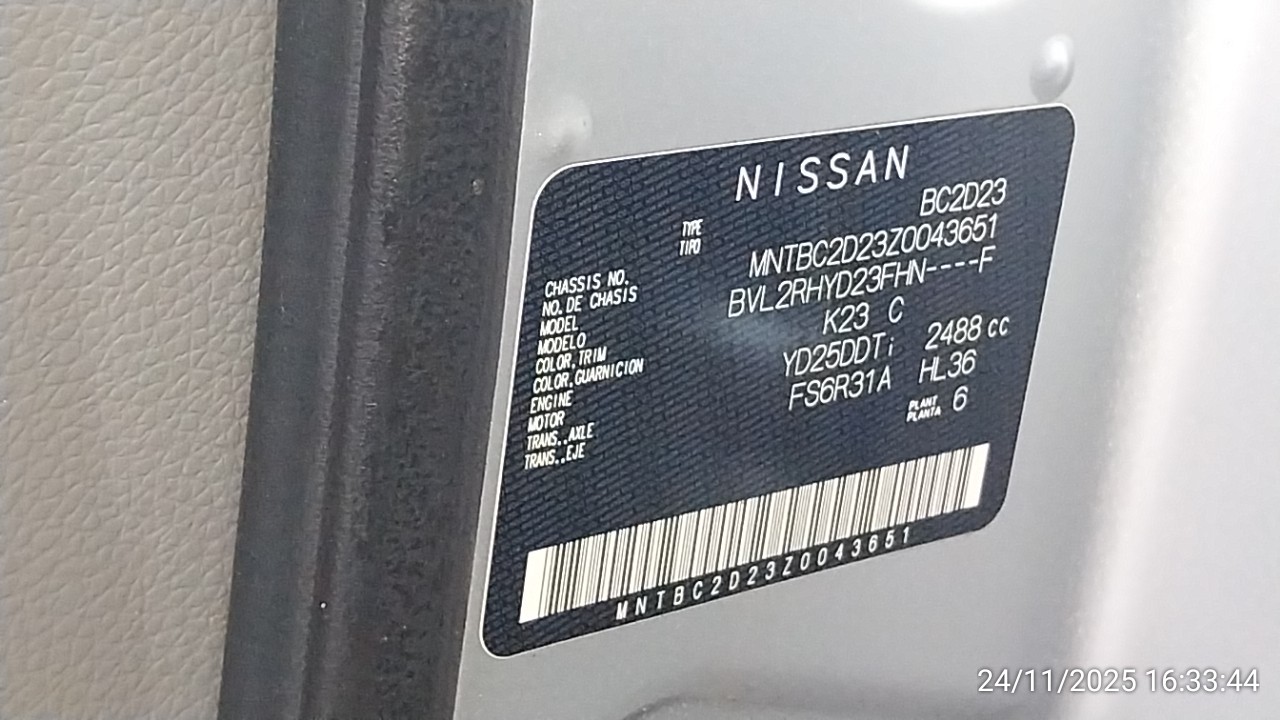 NISSAN
TYPE BC2D23
TIPO
CHASSIS NO. MNTBC2D23Z0043651
NO. DE CHASIS
MODEL BVL2RHYD23FHN----F
MODELO
COLOR,TRIM K23 C
COLOR,GUARNICION
ENGINE YD25DDTi 2488 cc
MOTOR
TRANS.,AXLE FS6R31A HL36
TRANS.,EJE
PLANT 6
PLANTA
MNTBC2D23Z0043651
24/11/2025 16:33:44